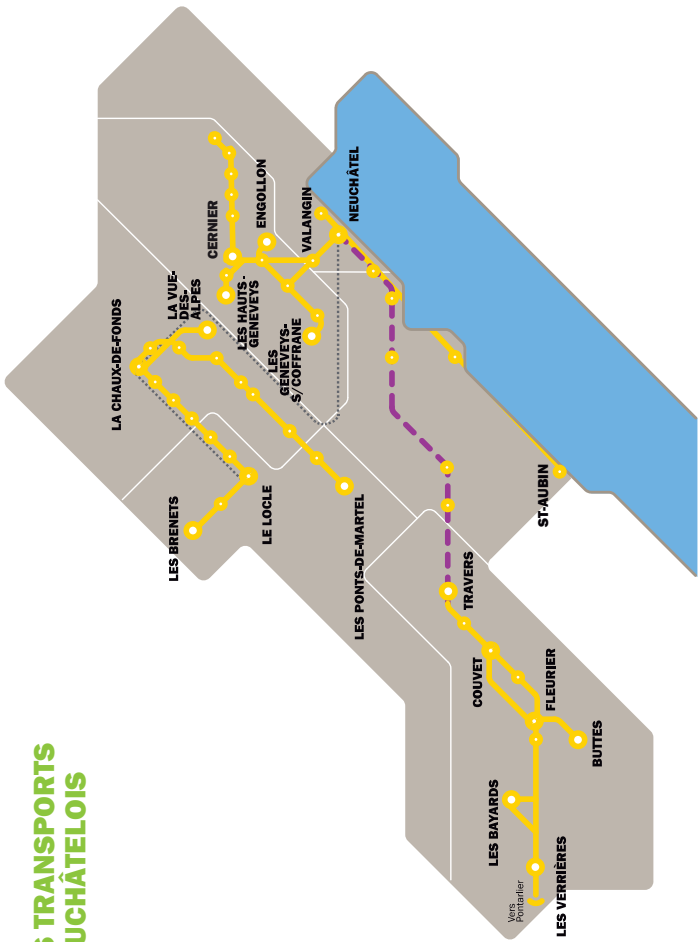 S TRANSPORTS
UCHÂTELOIS
LES BRENETS
LE LOCLE
LA CHAUX-DE-FONDS
LA VUE-
DES-
ALPES
CERNIER
LES HAUTS-
GENEVEYS
ENGOLLON
LES
GENEVEYS-
S/COFFRANE
VALANGIN
NEUCHÂTEL
LES PONTS-DE-MARTEL
ST-AUBIN
TRAVERS
COUVET
FLEURIER
BUTTES
LES BAYARDS
Vers
Pontarlier
LES VERRIÈRES